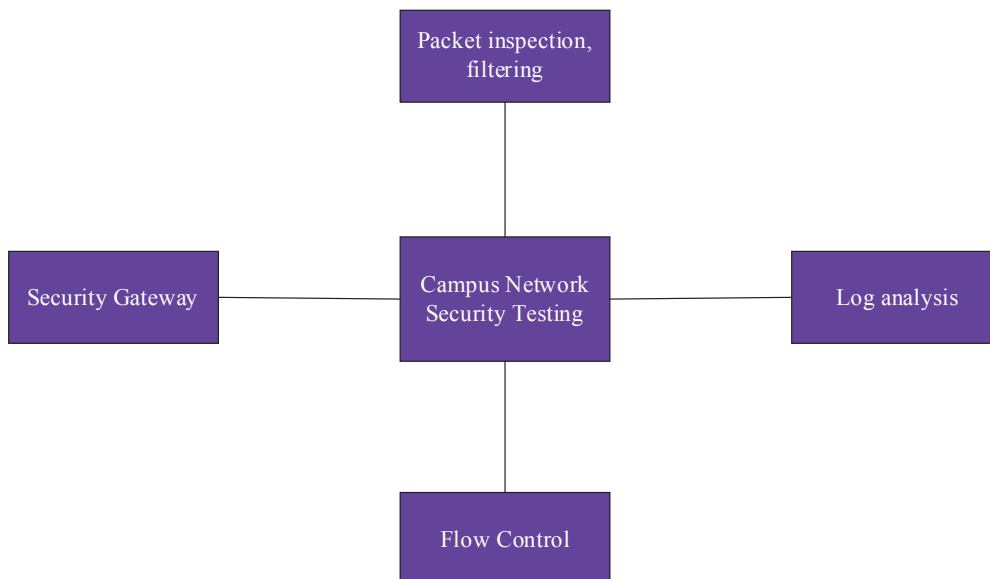 Packet inspection,
filtering
Security Gateway
Campus Network
Security Testing
Log analysis
Flow Control